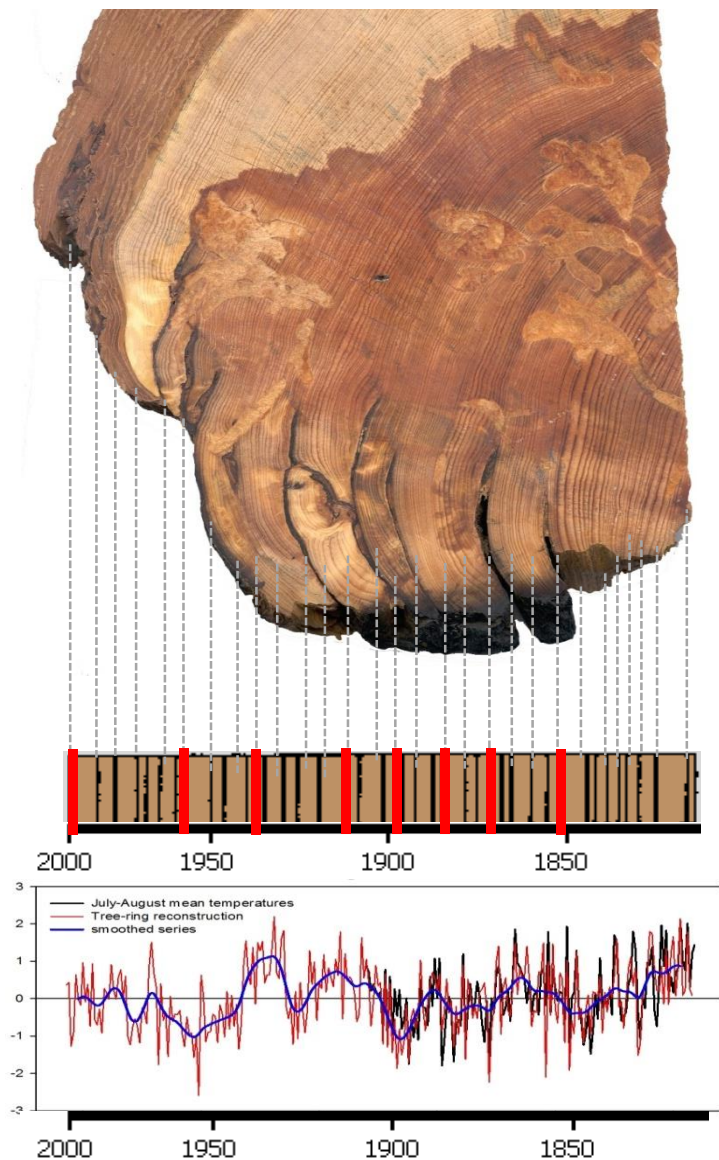 2000 1950 1900 1850
3
2
1
0
-1
-2
-3
July-August mean temperatures
Tree-ring reconstruction
smoothed series
2000 1950 1900 1850